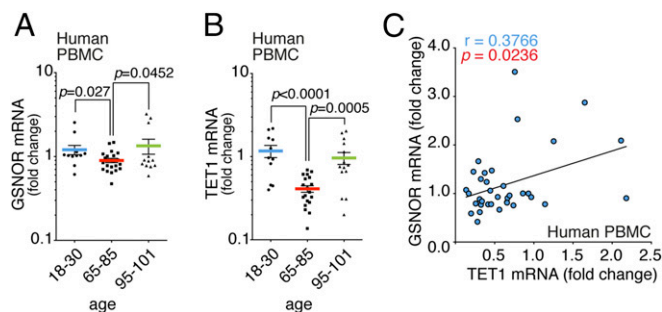 A
Human
PBMC
p=0.0452
p=0.027
GSNOR mRNA
(fold change)
10
1
0.1
18-30
65-85
95-101
age
B
Human
PBMC
p<0.0001
p=0.0005
TET1 mRNA
(fold change)
10
1
0.1
18-30
65-85
95-101
age
C
r = 0.3766
p = 0.0236
GSNOR mRNA (fold change)
4.0
3.0
2.0
1.0
0.0
Human PBMC
0.0 0.5 1.0 1.5 2.0 2.5
TET1 mRNA (fold change)